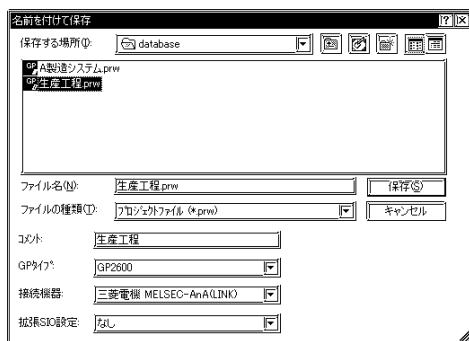 名前を付けて保存
保存する場所(I): database
A製造システム.prw
生産工程.prw
ファイル名(N): 生産工程.prw 保存(S)
ファイルの種類(T): プロジェクトファイル (*.prw) キャンセル
コメント: 生産工程
GPタイプ: GP2600
接続機器: 三菱電機 MELSEC-AnA(LINK)
拡張SIO設定: なし